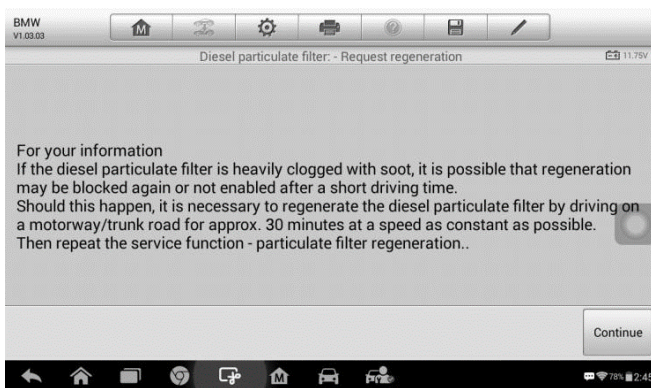 BMW
V1.03.03
Diesel particulate filter: - Request regeneration
11.75V
For your information
If the diesel particulate filter is heavily clogged with soot, it is possible that regeneration
may be blocked again or not enabled after a short driving time.
Should this happen, it is necessary to regenerate the diesel particulate filter by driving on
a motorway/trunk road for approx. 30 minutes at a speed as constant as possible.
Then repeat the service function - particulate filter regeneration..
Continue
78% 2:45